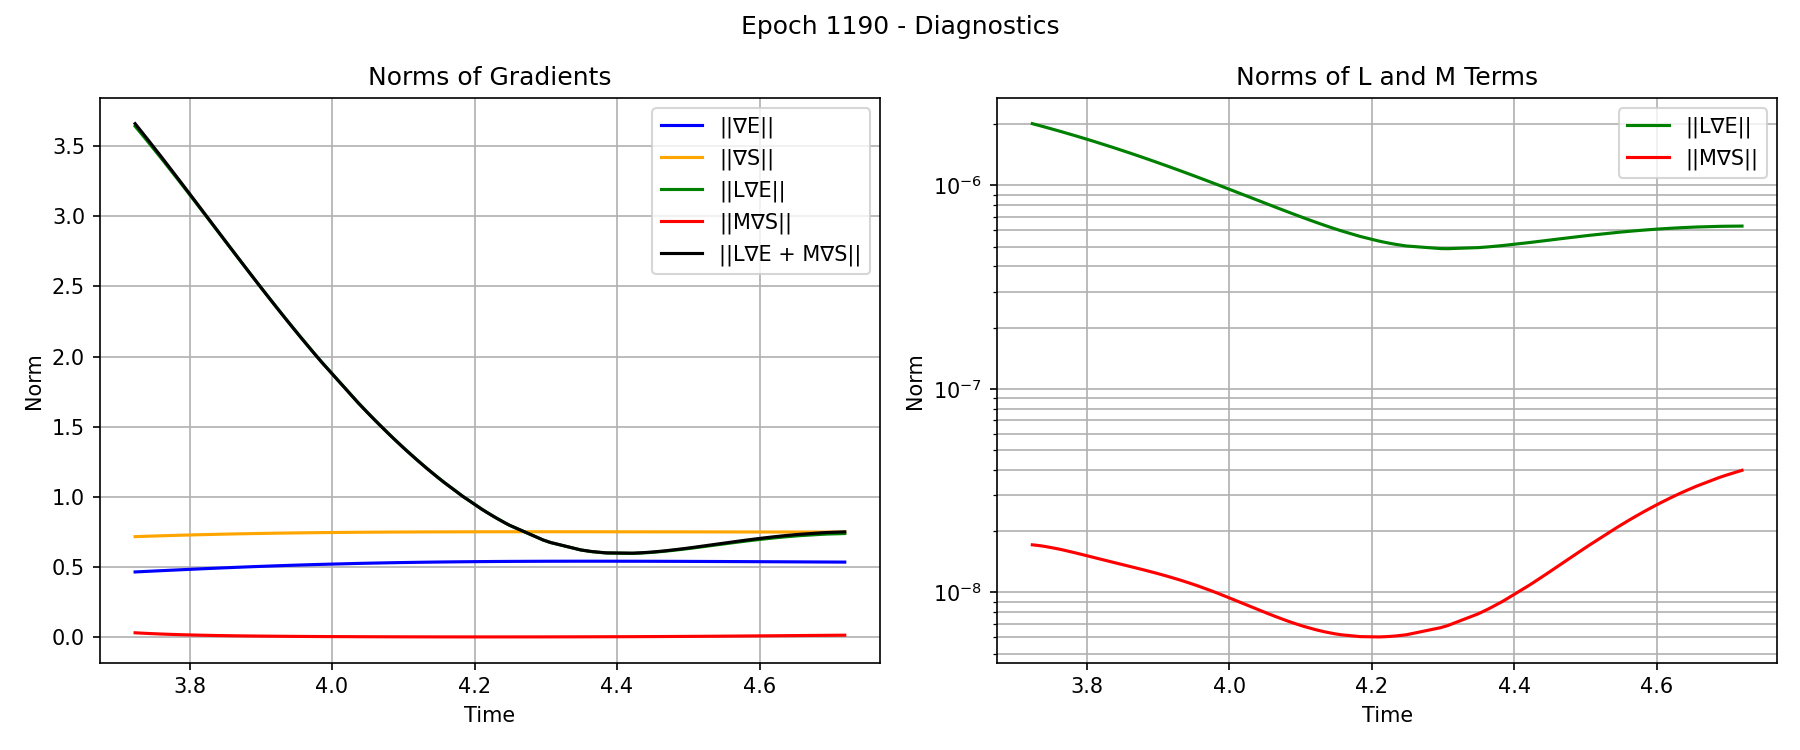 Epoch 1190 - Diagnostics
Norms of Gradients
Norm
3.5
3.0
2.5
2.0
1.5
1.0
0.5
0.0
||∇E||
||∇S||
||L∇E||
||M∇S||
||L∇E + M∇S||
3.8
4.0
4.2
4.4
4.6
Time
Norms of L and M Terms
Norm
10⁻⁶
10⁻⁷
10⁻⁸
||L∇E||
||M∇S||
3.8
4.0
4.2
4.4
4.6
Time